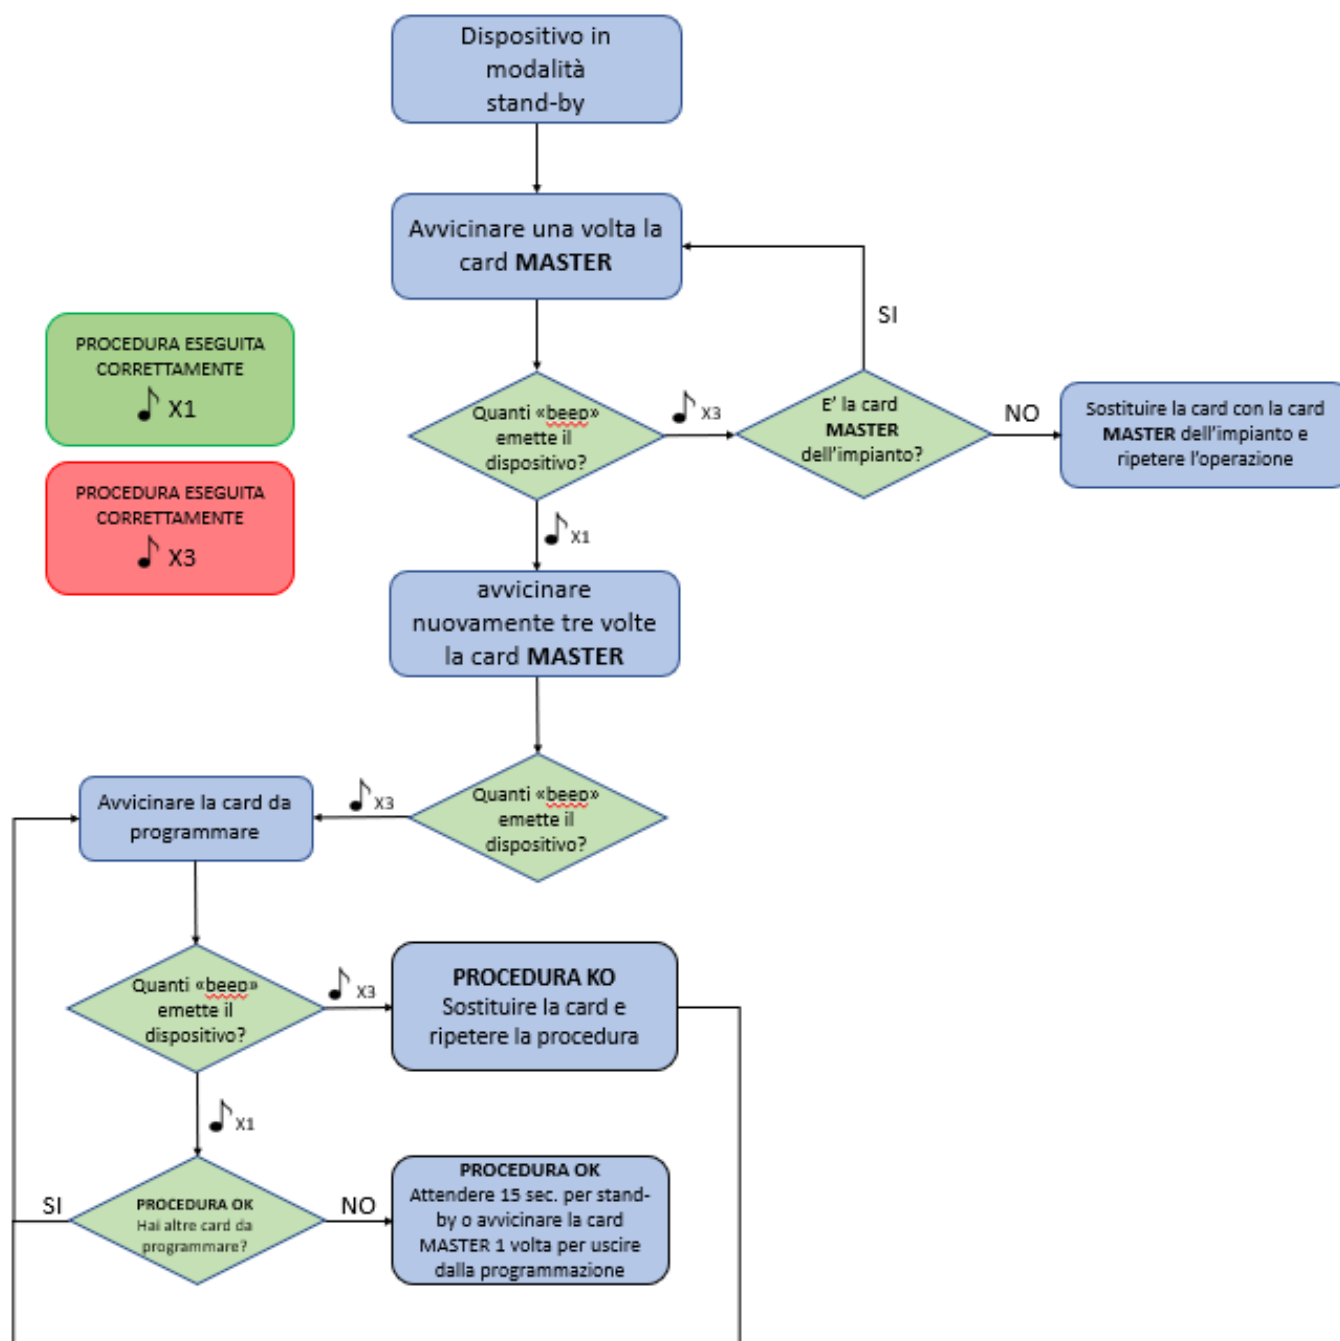 Dispositivo in
modalità
stand-by
Avvicinare una volta la
card MASTER
SI
PROCEDURA ESEGUITA
CORRETTAMENTE
X1
Quanti «beep»
emette il
dispositivo?
X3
E' la card
MASTER
dell'impianto?
NO
Sostituire la card con la card
MASTER dell'impianto e
ripetere l'operazione
PROCEDURA ESEGUITA
CORRETTAMENTE
X3
X1
avvicinare
nuovamente tre volte
la card MASTER
Quanti «beep»
emette il
dispositivo?
X3
Avvicinare la card da
programmare
Quanti «beep»
emette il
dispositivo?
X3
PROCEDURA KO
Sostituire la card e
ripetere la procedura
X1
SI
PROCEDURA OK
Hai altre card da
programmare?
NO
PROCEDURA OK
Attendere 15 sec. per stand-
by o avvicinare la card
MASTER 1 volta per uscire
dalla programmazione